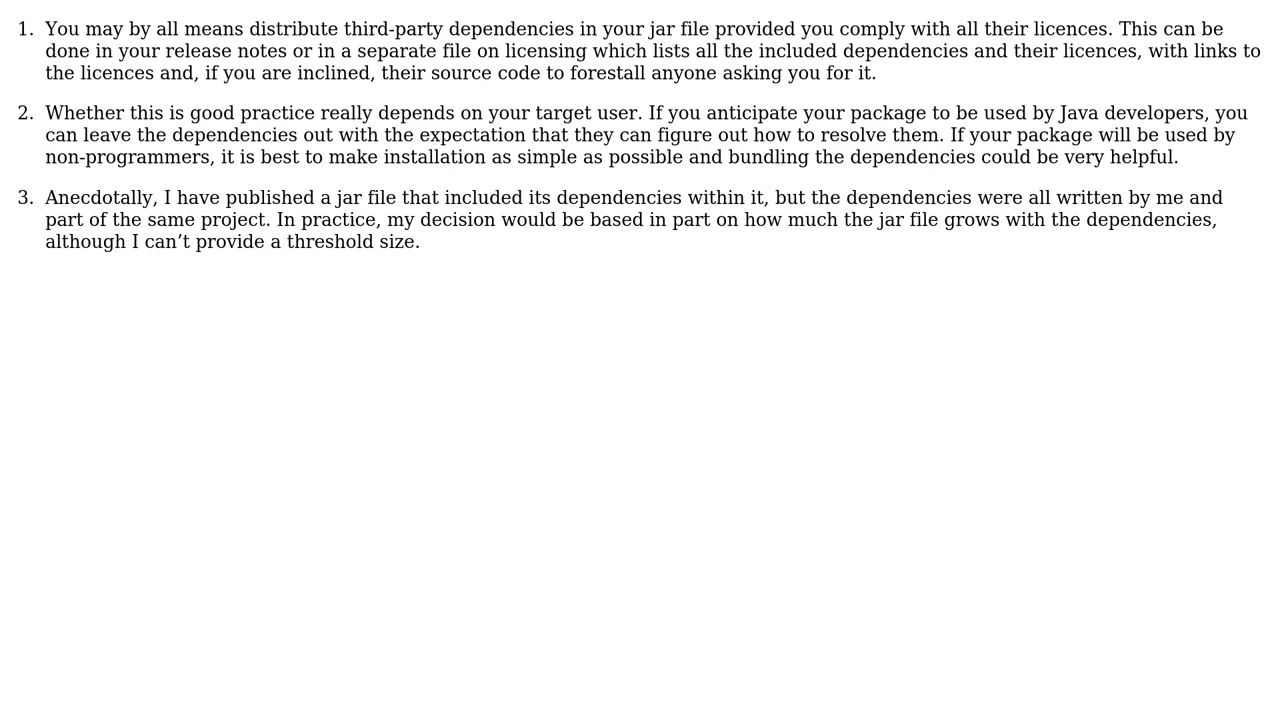 1. You may by all means distribute third-party dependencies in your jar file provided you comply with all their licences. This can be
done in your release notes or in a separate file on licensing which lists all the included dependencies and their licences, with links to
the licences and, if you are inclined, their source code to forestall anyone asking you for it.
2. Whether this is good practice really depends on your target user. If you anticipate your package to be used by Java developers, you
can leave the dependencies out with the expectation that they can figure out how to resolve them. If your package will be used by
non-programmers, it is best to make installation as simple as possible and bundling the dependencies could be very helpful.
3. Anecdotally, I have published a jar file that included its dependencies within it, but the dependencies were all written by me and
part of the same project. In practice, my decision would be based in part on how much the jar file grows with the dependencies,
although I can’t provide a threshold size.